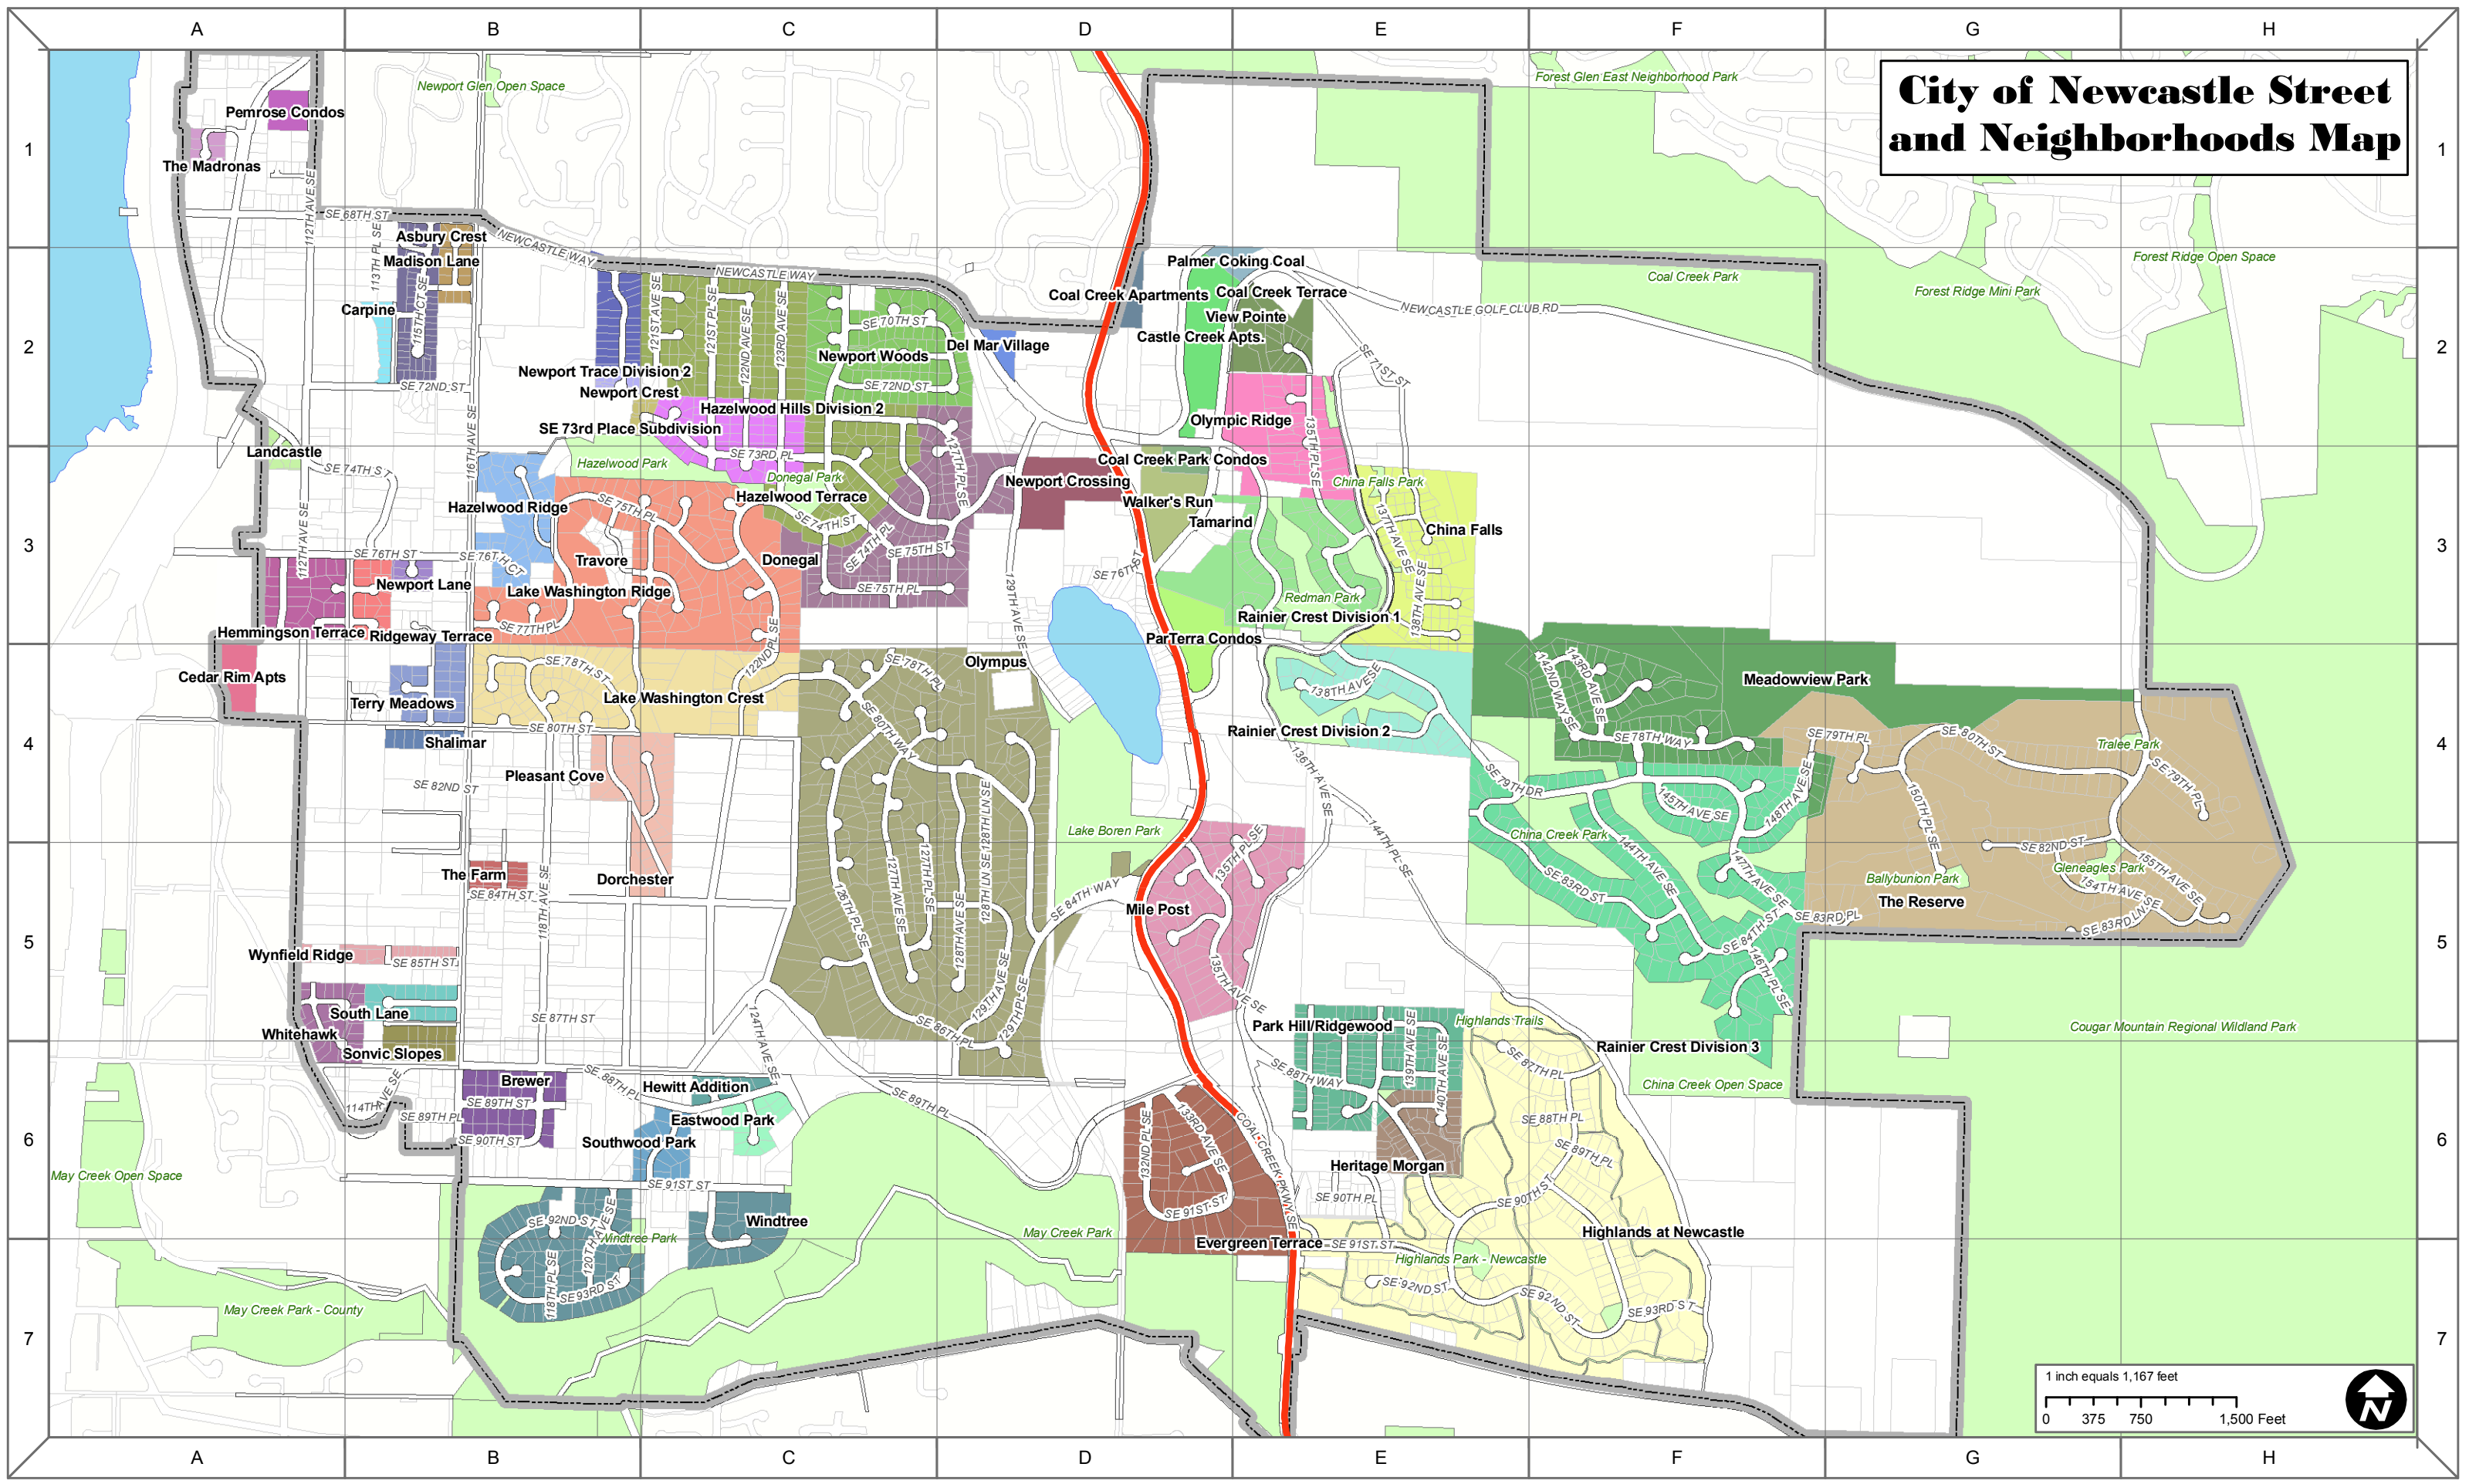 A B C D E F G H
City of Newcastle Street
and Neighborhoods Map
1
1
Newport Glen Open Space
Forest Glen East Neighborhood Park
Pemrose Condos
The Madronas
112TH AVE SE
SE 68TH ST
113TH PL SE
Asbury Crest
NEWCASTLE WAY
Madison Lane
NEWCASTLE WAY
Palmer Coking Coal
Coal Creek Park
Forest Ridge Open Space
Forest Ridge Mini Park
Carpine
115TH CT SE
121ST AVE SE
121ST PL SE
122ND AVE SE
123RD AVE SE
SE 70TH ST
Coal Creek Apartments
Coal Creek Terrace
View Pointe
NEWCASTLE GOLF CLUB RD
Castle Creek Apts.
2
2
Del Mar Village
Newport Woods
SE 71ST ST
Newport Trace Division 2
SE 72ND ST
SE 72ND ST
Newport Crest
Hazelwood Hills Division 2
116TH AVE SE
SE 73rd Place Subdivision
Olympic Ridge
135TH PL SE
Landcastle
SE 74TH ST
Hazelwood Park
SE 73RD PL
127TH PL SE
Coal Creek Park Condos
Donegal Park
Newport Crossing
China Falls Park
Hazelwood Terrace
Hazelwood Ridge
SE 75TH PL
Walker's Run
SE 74TH ST
Tamarind
137TH AVE SE
China Falls
3
3
112TH AVE SE
SE 76TH ST
SE 76TH CT
Travore
Donegal
SE 74TH PL
SE 75TH ST
SE 76TH ST
Newport Lane
Lake Washington Ridge
SE 75TH PL
129TH AVE SE
138TH AVE SE
Redman Park
Rainier Crest Division 1
Hemmingson Terrace
Ridgeway Terrace
SE 77TH PL
122ND PL SE
ParTerra Condos
Cedar Rim Apts
SE 78TH ST
SE 78TH PL
Olympus
142ND WAY SE
143RD AVE SE
Meadowview Park
138TH AVE SE
Terry Meadows
Lake Washington Crest
SE 80TH WAY
Shalimar
SE 80TH ST
Rainier Crest Division 2
SE 78TH WAY
SE 79TH PL
SE 80TH ST
Tralee Park
4
4
136TH AVE SE
SE 79TH DR
SE 79TH PL
Pleasant Cove
SE 82ND ST
145TH AVE SE
148TH AVE SE
150TH PL SE
Lake Boren Park
144TH PL SE
China Creek Park
144TH AVE SE
147TH AVE SE
SE 82ND ST
155TH AVE SE
Gleneagles Park
The Farm
SE 84TH ST
118TH AVE SE
Dorchester
126TH PL SE
127TH AVE SE
127TH PL SE
128TH AVE SE
128TH LN SE
128TH LN SE
135TH PL SE
SE 84TH WAY
SE 83RD ST
Ballybunion Park
154TH AVE SE
The Reserve
Mile Post
SE 83RD PL
SE 83RD LN
5
5
SE 84TH ST
Wynfield Ridge
SE 85TH ST
135TH AVE SE
146TH PL SE
129TH AVE SE
129TH PL SE
South Lane
SE 87TH ST
124TH AVE SE
SE 86TH PL
Whitehawk
Sonvic Slopes
Park Hill/Ridgewood
139TH AVE SE
140TH AVE SE
Highlands Trails
Rainier Crest Division 3
Cougar Mountain Regional Wildland Park
SE 82TH PL
China Creek Open Space
114TH AVE SE
SE 89TH PL
Brewer
SE 89TH ST
SE 90TH ST
SE 88TH PL
Hewitt Addition
Eastwood Park
Southwood Park
SE 89TH PL
SE 88TH WAY
132ND PL SE
133RD AVE SE
COAL CREEK PKWY SE
SE 88TH PL
SE 89TH PL
6
6
Heritage Morgan
May Creek Open Space
SE 91ST ST
SE 90TH PL
SE 90TH ST
SE 91ST ST
SE 92ND ST
120TH AVE SE
Windtree
Windtree Park
May Creek Park
Highlands at Newcastle
Evergreen Terrace
SE 91ST ST
Highlands Park - Newcastle
118TH PL SE
SE 93RD ST
SE 92ND ST
SE 92ND ST
SE 93RD ST
May Creek Park - County
7
7
1 inch equals 1,167 feet
0 375 750 1,500 Feet
N
A B C D E F G H